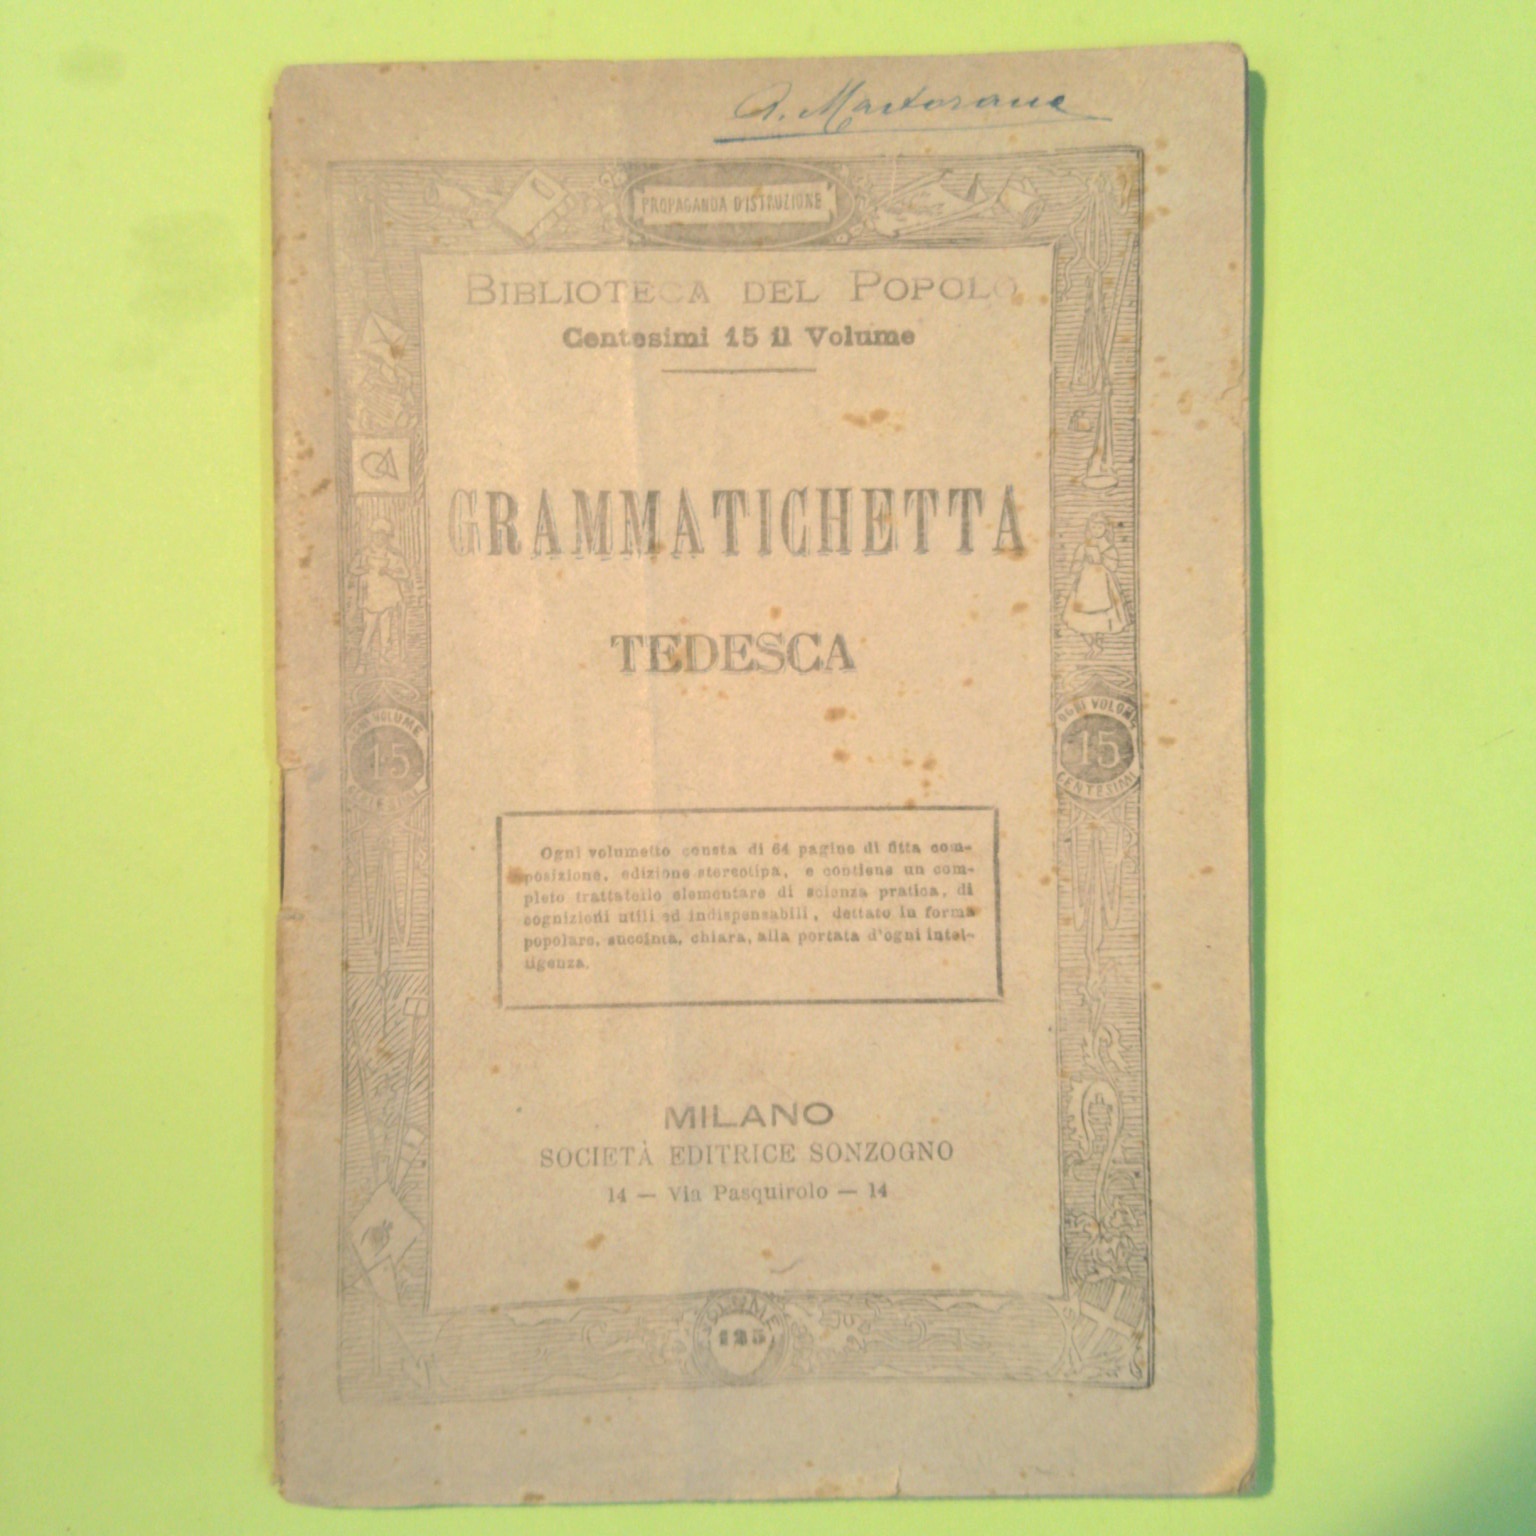 A. Martorana
PROPAGANDA D'ISTRUZIONE
BIBLIOTECA DEL POPOLO
Centesimi 15 il Volume
GRAMMATICHETTA
TEDESCA
OGNI VOLUME
15
CENTESIMI
OGNI VOLUME
15
CENTESIMI
Ogni volumetto consta di 64 pagine di fitta com-
posizione, edizione stereotipa, e contiene un com-
pleto trattatello elementare di scienza pratica, di
cognizioni utili ed indispensabili, dettato in forma
popolare, succinta, chiara, alla portata d'ogni intel-
ligenza.
MILANO
SOCIETÀ EDITRICE SONZOGNO
14 — Via Pasquirolo — 14
VOLUME
125